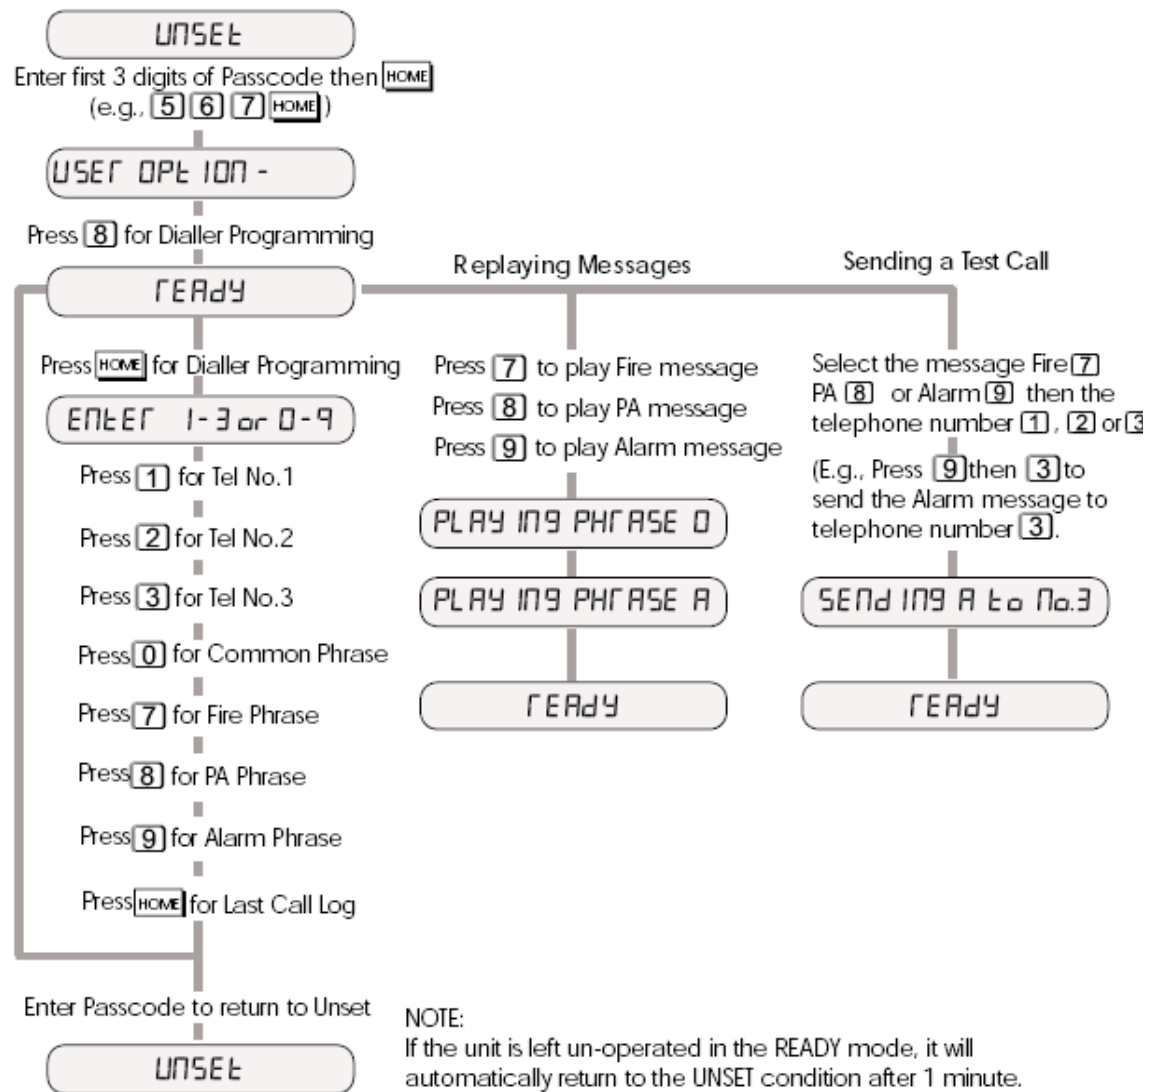 UNSEt
Enter first 3 digits of Passcode then HOME
(e.g., 5 6 7 HOME)
USEr OPtION -
Press 8 for Dialler Programming
rEAdY
Press HOME for Dialler Programming
ENtEr 1-3 or 0-9
Press 1 for Tel No.1
Press 2 for Tel No.2
Press 3 for Tel No.3
Press 0 for Common Phrase
Press 7 for Fire Phrase
Press 8 for PA Phrase
Press 9 for Alarm Phrase
Press HOME for Last Call Log
Enter Passcode to return to Unset
UNSEt
Replaying Messages
Press 7 to play Fire message
Press 8 to play PA message
Press 9 to play Alarm message
PLAYING PHrASE 0
PLAYING PHrASE A
rEAdY
Sending a Test Call
Select the message Fire 7
PA 8 or Alarm 9 then the
telephone number 1, 2 or 3
(E.g., Press 9 then 3 to
send the Alarm message to
telephone number 3.
SENdING A to No.3
rEAdY
NOTE:
If the unit is left un-operated in the READY mode, it will
automatically return to the UNSET condition after 1 minute.